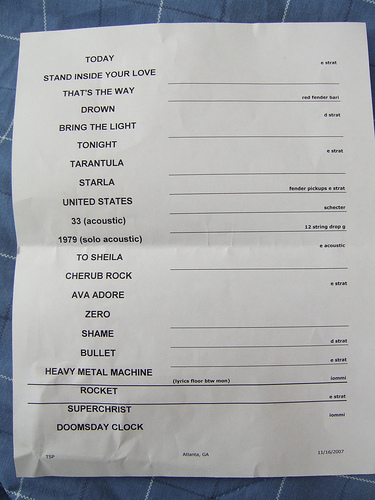 TODAY
e strat
STAND INSIDE YOUR LOVE
THAT'S THE WAY
red fender bari
DROWN
d strat
BRING THE LIGHT
TONIGHT
e strat
TARANTULA
STARLA
fender pickups e strat
UNITED STATES
schecter
33 (acoustic)
12 string drop g
1979 (solo acoustic)
e acoustic
TO SHEILA
CHERUB ROCK
e strat
AVA ADORE
ZERO
SHAME
d strat
BULLET
e strat
HEAVY METAL MACHINE
(lyrics floor btw mon) iommi
ROCKET
e strat
SUPERCHRIST
iommi
DOOMSDAY CLOCK
TSP Atlanta, GA 11/16/2007